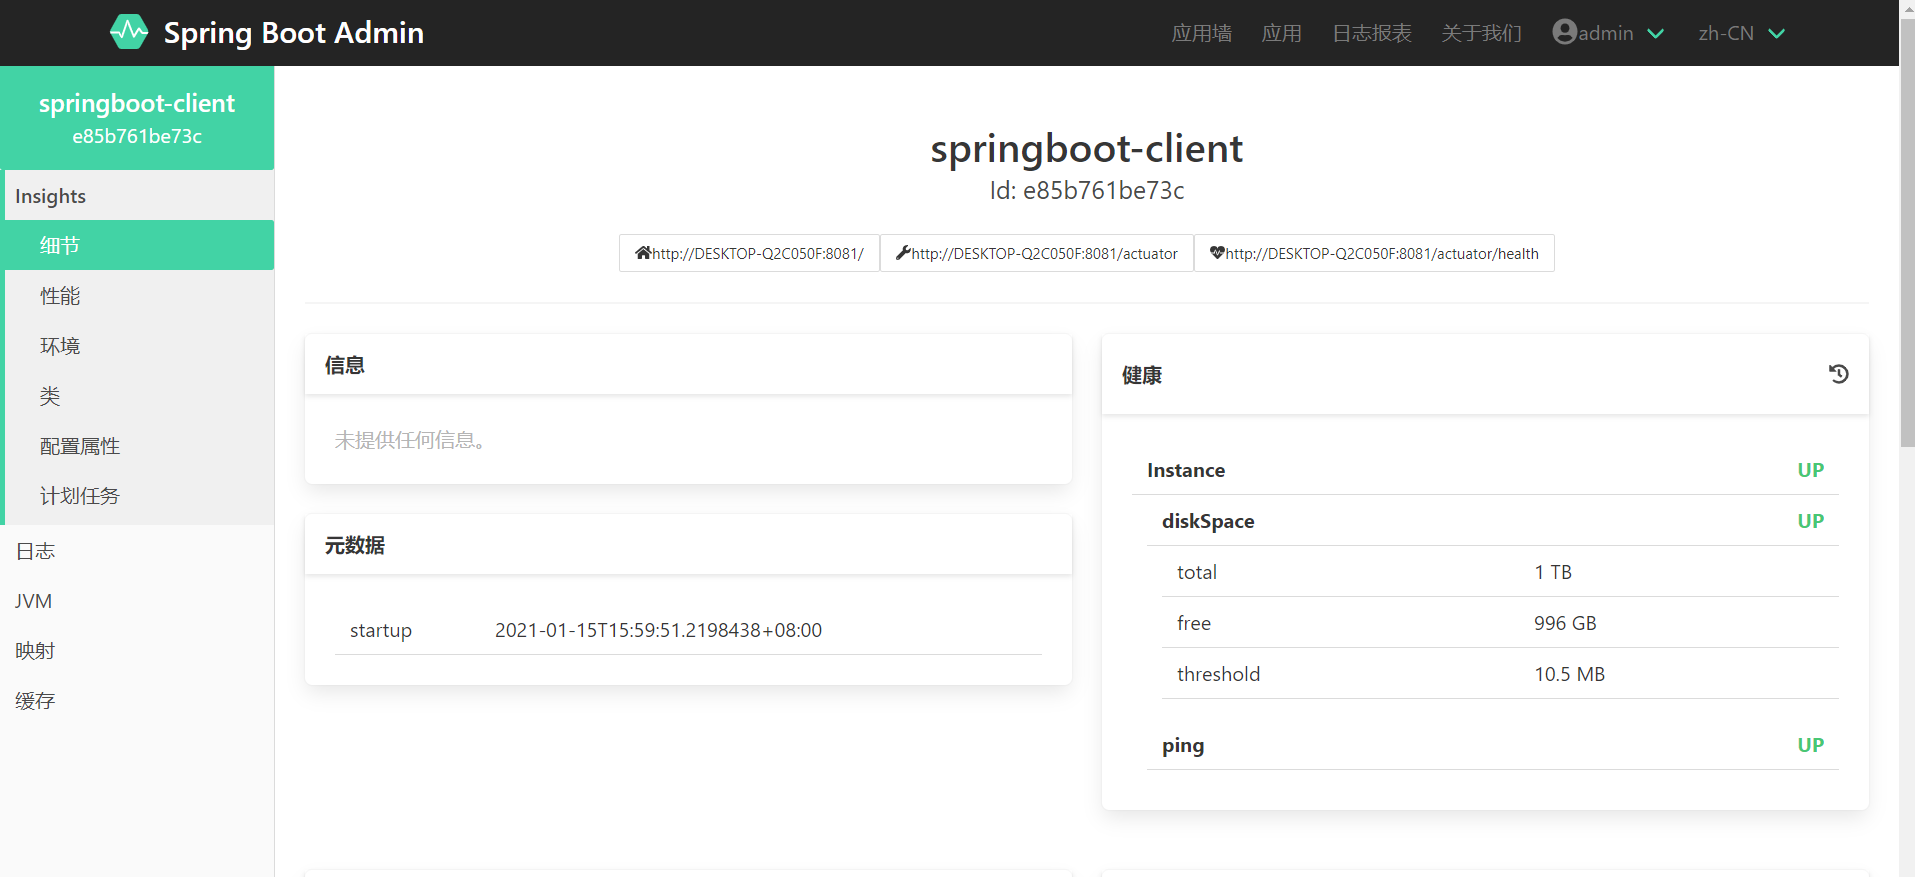 Spring Boot Admin
应用墙 应用 日志报表 关于我们 admin zh-CN
springboot-client
e85b761be73c
Insights
细节
性能
环境
类
配置属性
计划任务
日志
JVM
映射
缓存
springboot-client
Id: e85b761be73c
http://DESKTOP-Q2C050F:8081/ http://DESKTOP-Q2C050F:8081/actuator http://DESKTOP-Q2C050F:8081/actuator/health
信息
未提供任何信息。
元数据
startup 2021-01-15T15:59:51.2198438+08:00
健康
Instance UP
diskSpace UP
total 1 TB
free 996 GB
threshold 10.5 MB
ping UP